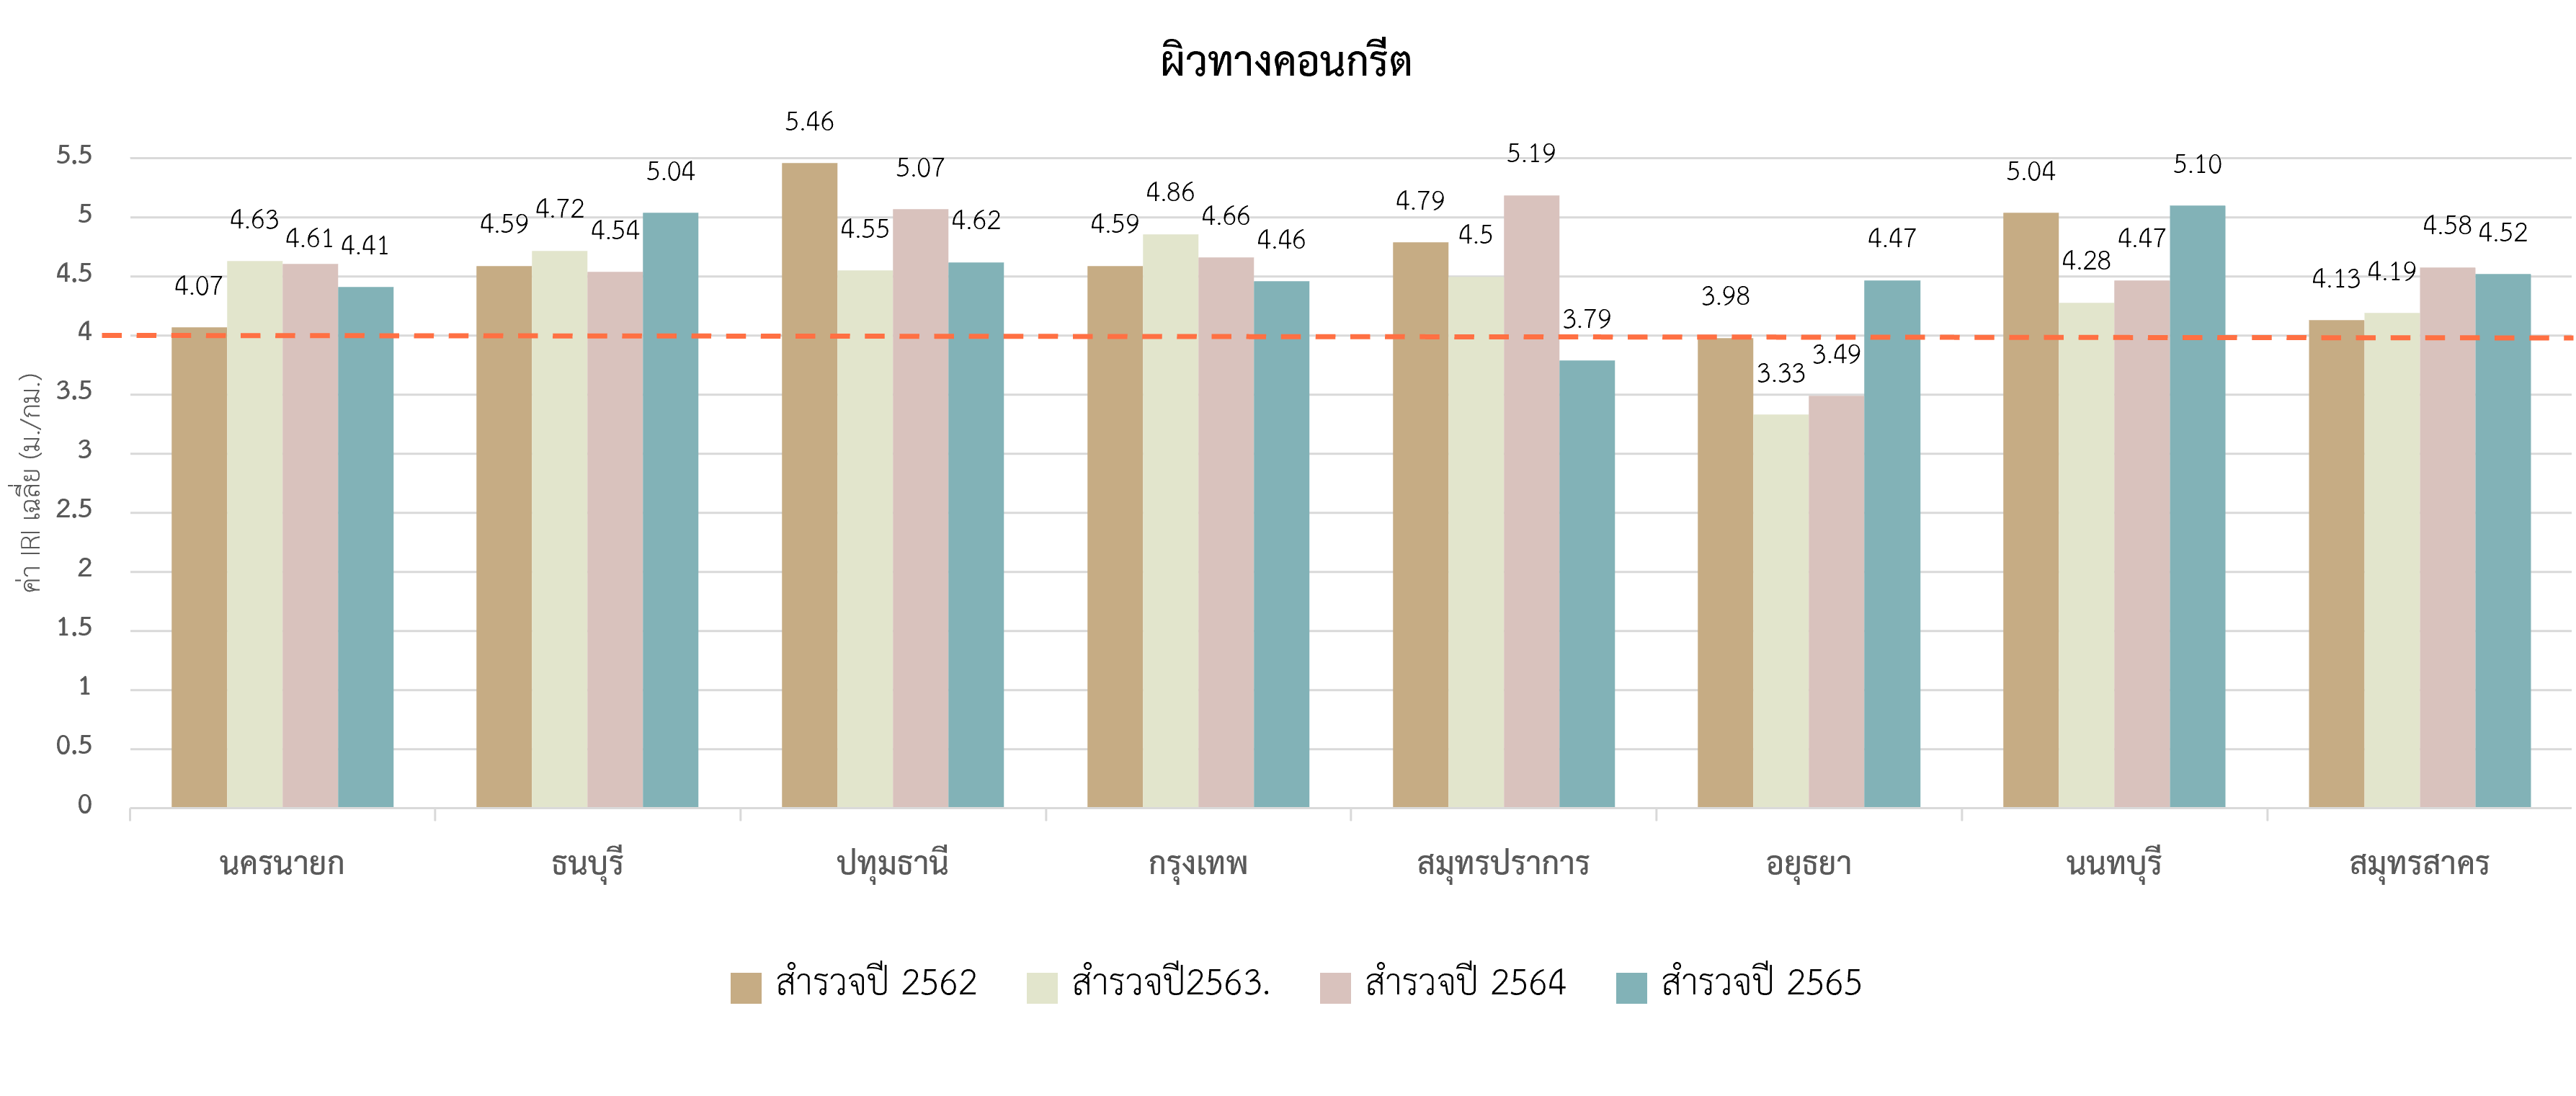 ผิวทางคอนกรีต
ค่า IRI เฉลี่ย (ม./กม.)
5.5
5
4.5
4
3.5
3
2.5
2
1.5
1
0.5
0
4.07 4.63 4.61 4.41
4.59 4.72 4.54 5.04
5.46 4.55 5.07 4.62
4.59 4.86 4.66 4.46
4.79 4.5 5.19 3.79
3.98 3.33 3.49 4.47
5.04 4.28 4.47 5.10
4.13 4.19 4.58 4.52
นครนายก ธนบุรี ปทุมธานี กรุงเทพ สมุทรปราการ อยุธยา นนทบุรี สมุทรสาคร
สำรวจปี 2562 สำรวจปี2563. สำรวจปี 2564 สำรวจปี 2565